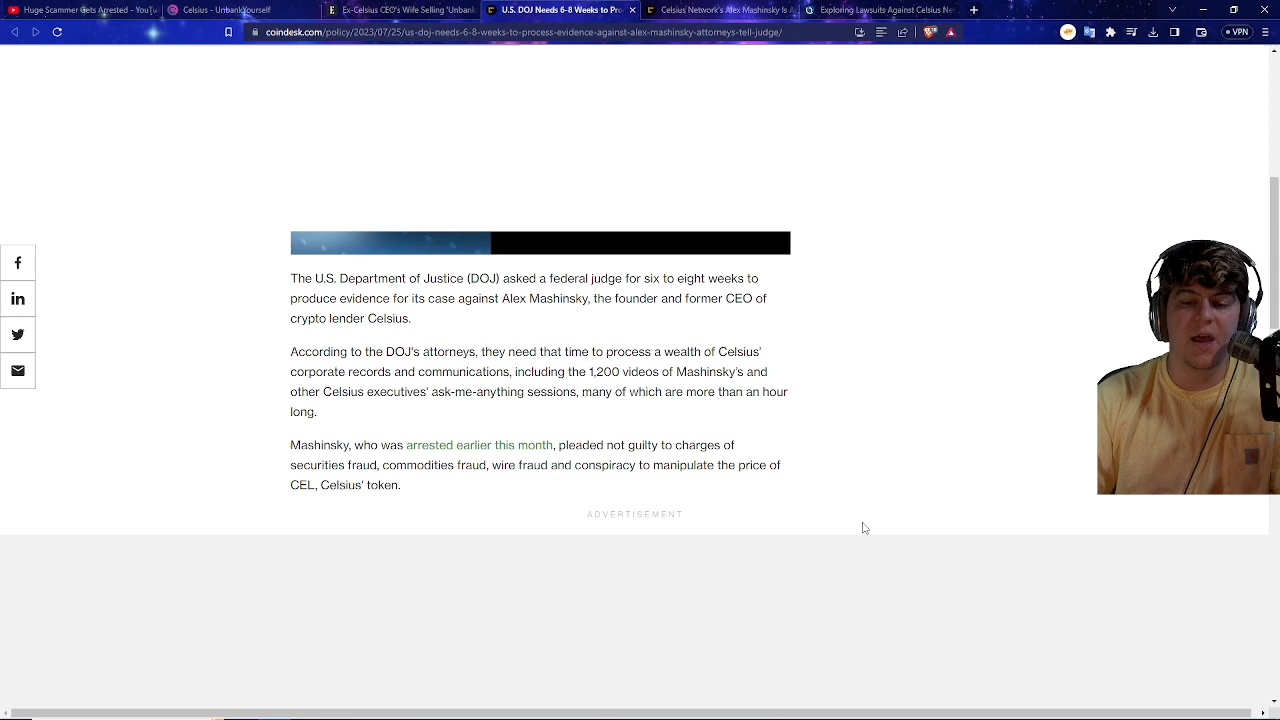 Huge Scammer Gets Arrested - YouTu
Celsius - UnbankYourself
Ex-Celsius CEO's Wife Selling 'Unbank
U.S. DOJ Needs 6-8 Weeks to Pro
Celsius Network's Alex Mashinsky Is A
Exploring Lawsuits Against Celsius Ne
coindesk.com/policy/2023/07/25/us-doj-needs-6-8-weeks-to-process-evidence-against-alex-mashinsky-attorneys-tell-judge/
VPN
The U.S. Department of Justice (DOJ) asked a federal judge for six to eight weeks to
produce evidence for its case against Alex Mashinsky, the founder and former CEO of
crypto lender Celsius.
According to the DOJ's attorneys, they need that time to process a wealth of Celsius'
corporate records and communications, including the 1,200 videos of Mashinsky's and
other Celsius executives' ask-me-anything sessions, many of which are more than an hour
long.
Mashinsky, who was arrested earlier this month, pleaded not guilty to charges of
securities fraud, commodities fraud, wire fraud and conspiracy to manipulate the price of
CEL, Celsius' token.
ADVERTISEMENT